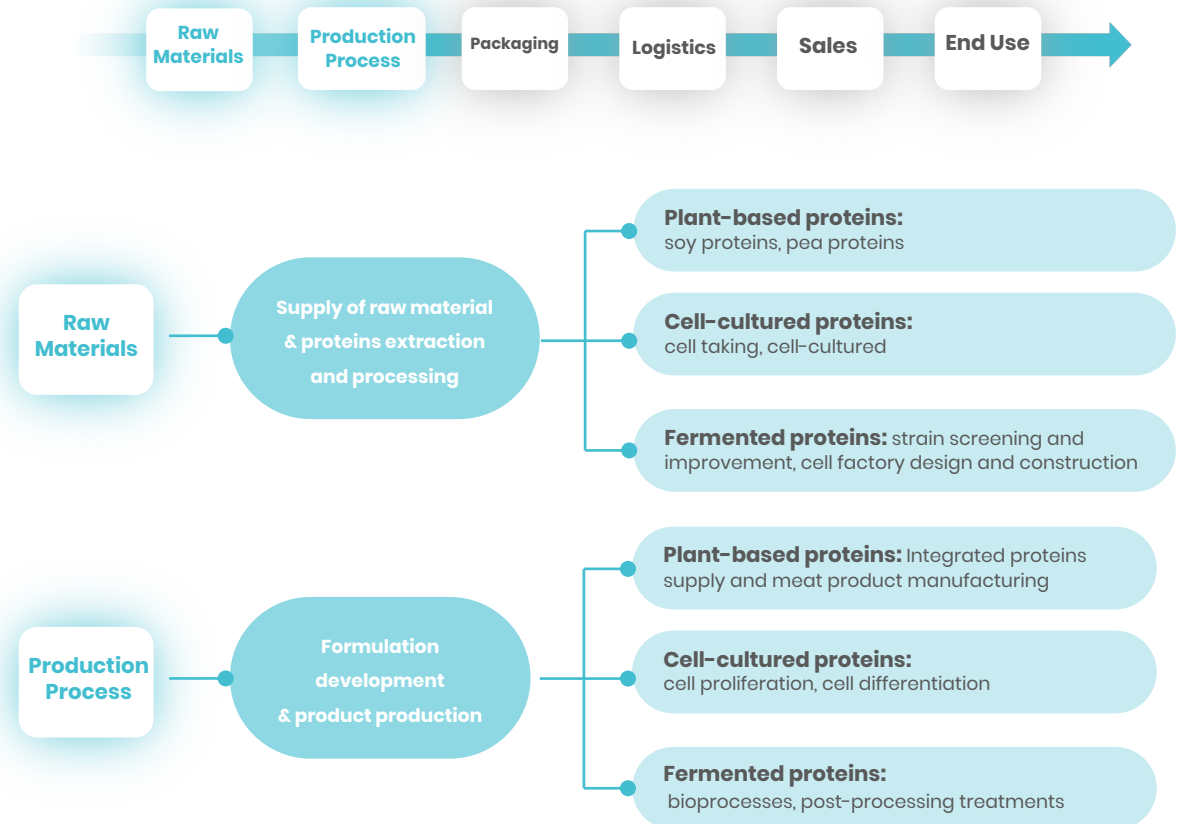 Raw
Materials
Production
Process
Packaging
Logistics
Sales
End Use
Raw
Materials
Supply of raw material
& proteins extraction
and processing
Plant-based proteins:
soy proteins, pea proteins
Cell-cultured proteins:
cell taking, cell-cultured
Fermented proteins: strain screening and
improvement, cell factory design and construction
Production
Process
Formulation
development
& product production
Plant-based proteins: Integrated proteins
supply and meat product manufacturing
Cell-cultured proteins:
cell proliferation, cell differentiation
Fermented proteins:
bioprocesses, post-processing treatments